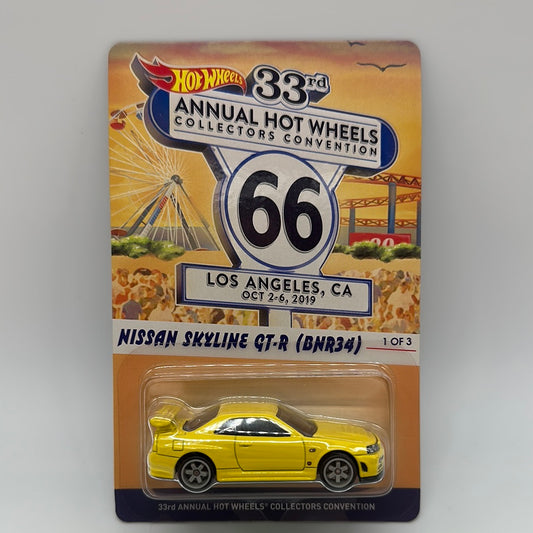 Hot Wheels
33rd
ANNUAL HOT WHEELS
COLLECTORS CONVENTION
66
LOS ANGELES, CA
OCT 2-6, 2019
NISSAN SKYLINE GT-R (BNR34)
1 OF 3
33rd ANNUAL HOT WHEELS® COLLECTORS CONVENTION